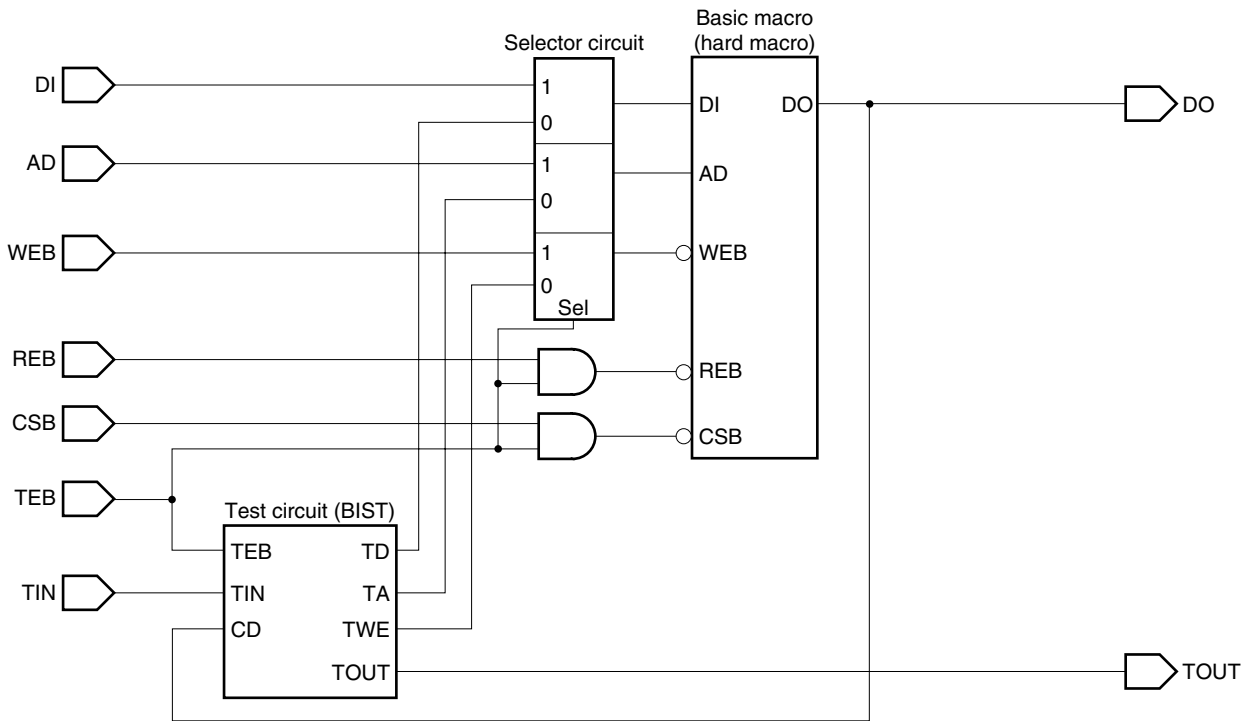 Basic macro
(hard macro)
Selector circuit
DI
1
0
DI
DO
DO
AD
1
0
AD
WEB
1
0
WEB
Sel
REB
REB
CSB
CSB
TEB
Test circuit (BIST)
TEB
TD
TIN
TIN
TA
CD
TWE
TOUT
TOUT